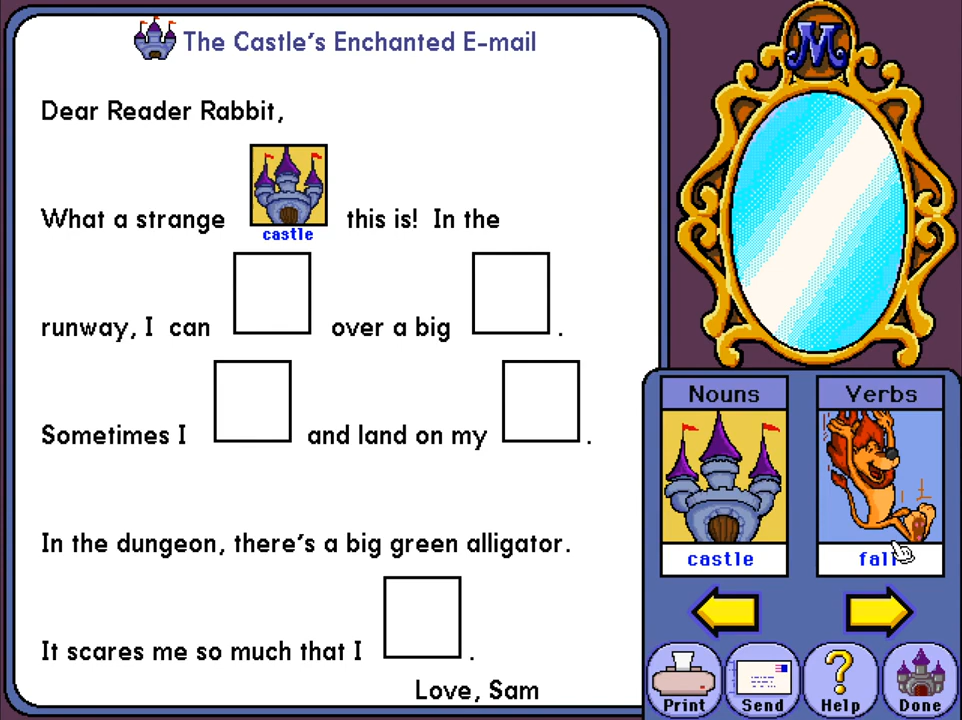 The Castle's Enchanted E-mail
M
Dear Reader Rabbit,
What a strange castle this is! In the
runway, I can over a big .
Sometimes I and land on my .
In the dungeon, there's a big green alligator.
It scares me so much that I .
Love, Sam
Nouns
Verbs
castle
fall
Print
Send
Help
Done